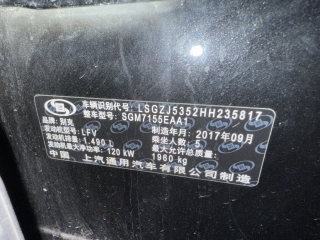 车辆识别代号: LSGZJ5352HH235817
整车型号: SGM7155EAA1
品牌: 别克 制造年月: 2017年09月
发动机型号: LFV 乘坐人数: 5
发动机排量: 1.490 L 最大允许总质量:
发动机最大净功率: 120 kW 1960 kg
中国 上汽通用汽车有限公司制造